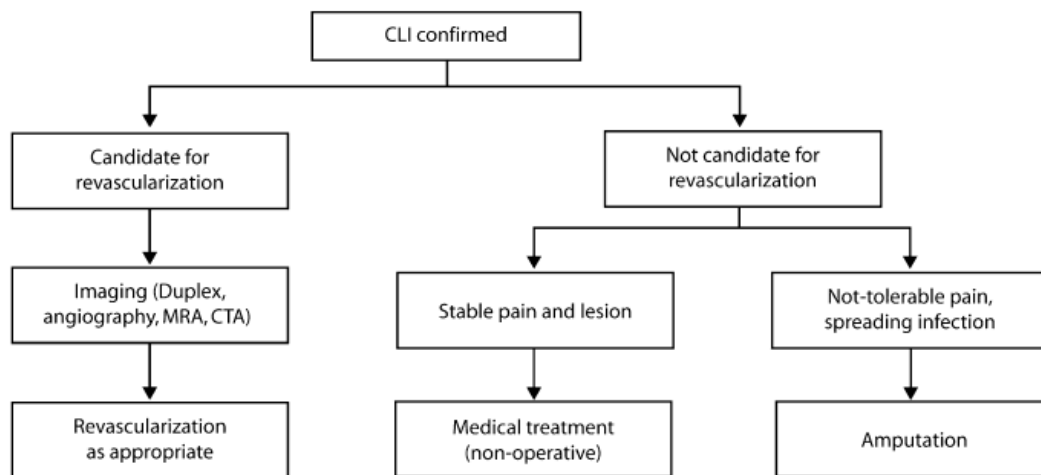 CLI confirmed
Candidate for
revascularization
Not candidate for
revascularization
Imaging (Duplex,
angiography, MRA, CTA)
Stable pain and lesion
Not-tolerable pain,
spreading infection
Revascularization
as appropriate
Medical treatment
(non-operative)
Amputation